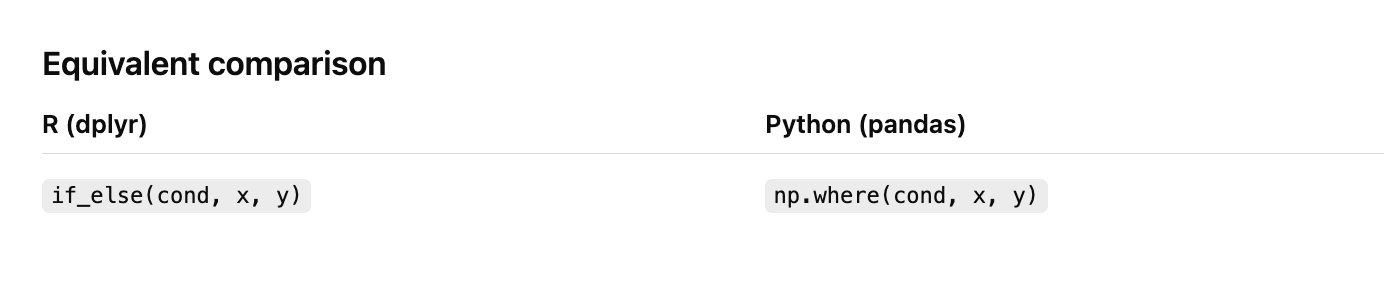 Equivalent comparison
R (dplyr) Python (pandas)
if_else(cond, x, y) np.where(cond, x, y)